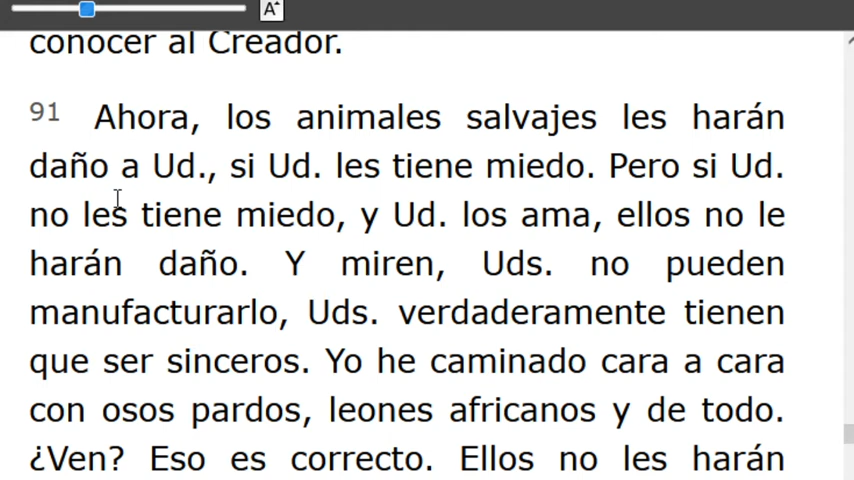 A
conocer al Creador.
91 Ahora, los animales salvajes les harán
daño a Ud., si Ud. les tiene miedo. Pero si Ud.
no les tiene miedo, y Ud. los ama, ellos no le
harán daño. Y miren, Uds. no pueden
manufacturarlo, Uds. verdaderamente tienen
que ser sinceros. Yo he caminado cara a cara
con osos pardos, leones africanos y de todo.
¿Ven? Eso es correcto. Ellos no les harán